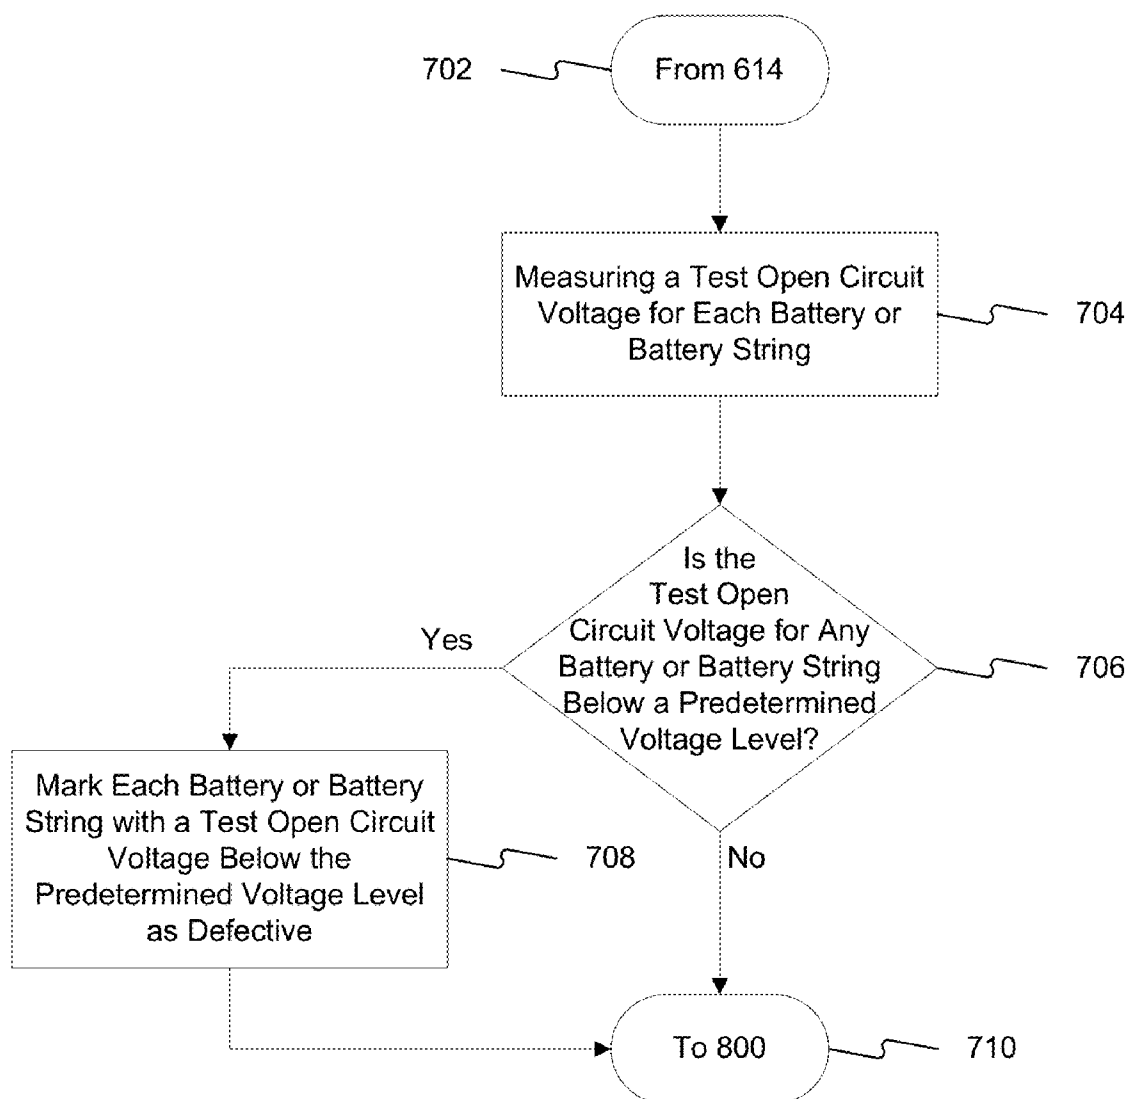 702
From 614
Measuring a Test Open Circuit
Voltage for Each Battery or
Battery String
704
Is the
Test Open
Circuit Voltage for Any
Battery or Battery String
Below a Predetermined
Voltage Level?
706
Yes
Mark Each Battery or Battery
String with a Test Open Circuit
Voltage Below the
Predetermined Voltage Level
as Defective
708
No
To 800
710